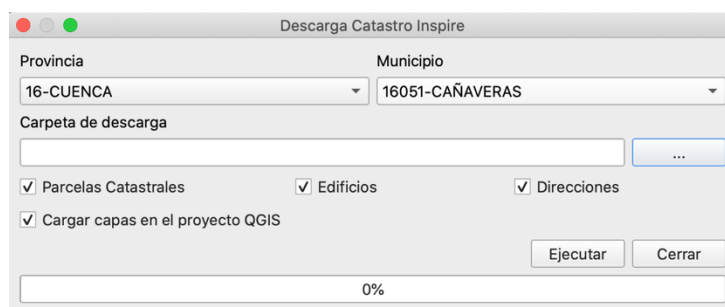 Descarga Catastro Inspire
Provincia Municipio
16-CUENCA 16051-CAÑAVERAS
Carpeta de descarga
...
Parcelas Catastrales Edificios Direcciones
Cargar capas en el proyecto QGIS
Ejecutar Cerrar
0%